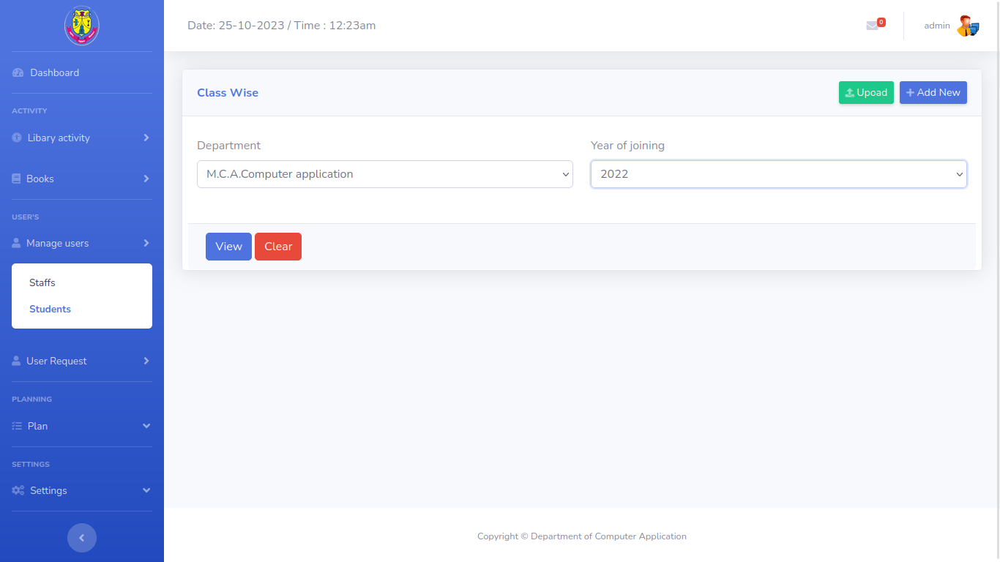 Date: 25-10-2023 / Time : 12:23am
0
admin
Dashboard
ACTIVITY
Libary activity
Books
USER'S
Manage users
Staffs
Students
User Request
PLANNING
Plan
SETTINGS
Settings
Class Wise
Upoad
Add New
Department
Year of joining
M.C.A.Computer application
2022
View
Clear
Copyright © Department of Computer Application